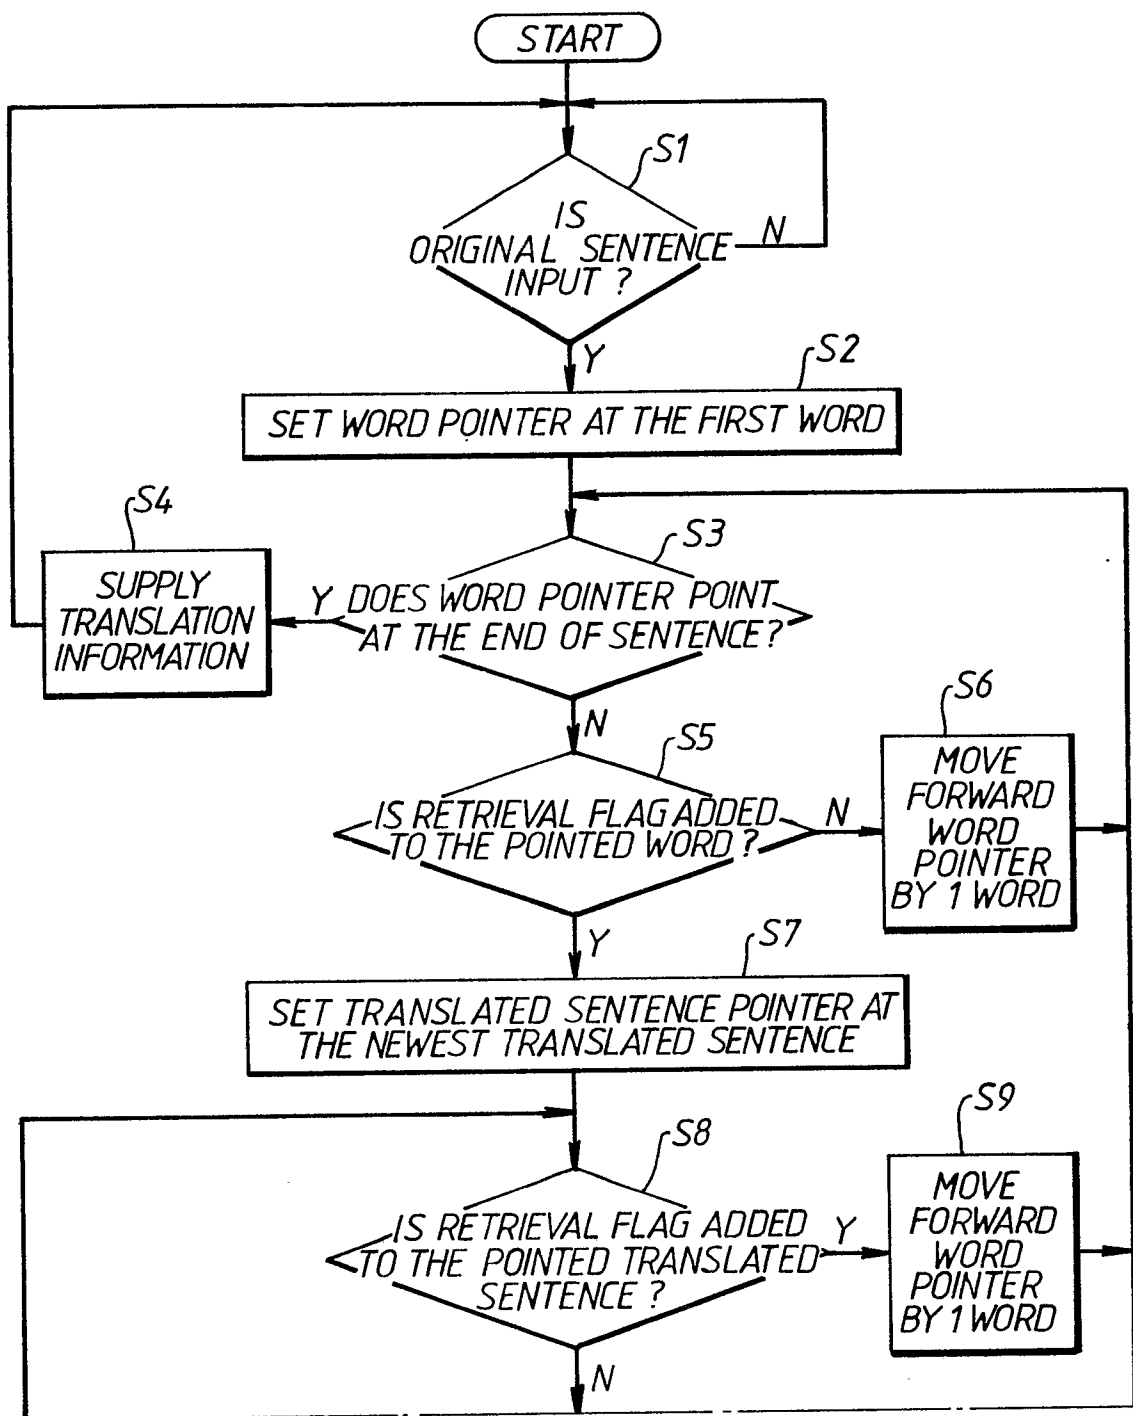 START
S1
IS
ORIGINAL SENTENCE
INPUT ?
N
Y
S2
SET WORD POINTER AT THE FIRST WORD
S4
SUPPLY
TRANSLATION
INFORMATION
S3
Y
DOES WORD POINTER POINT
AT THE END OF SENTENCE?
N
S5
IS RETRIEVAL FLAG ADDED
TO THE POINTED WORD ?
N
S6
MOVE
FORWARD
WORD
POINTER
BY 1 WORD
Y
S7
SET TRANSLATED SENTENCE POINTER AT
THE NEWEST TRANSLATED SENTENCE
S8
IS RETRIEVAL FLAG ADDED
TO THE POINTED TRANSLATED
SENTENCE ?
Y
S9
MOVE
FORWARD
WORD
POINTER
BY 1 WORD
N